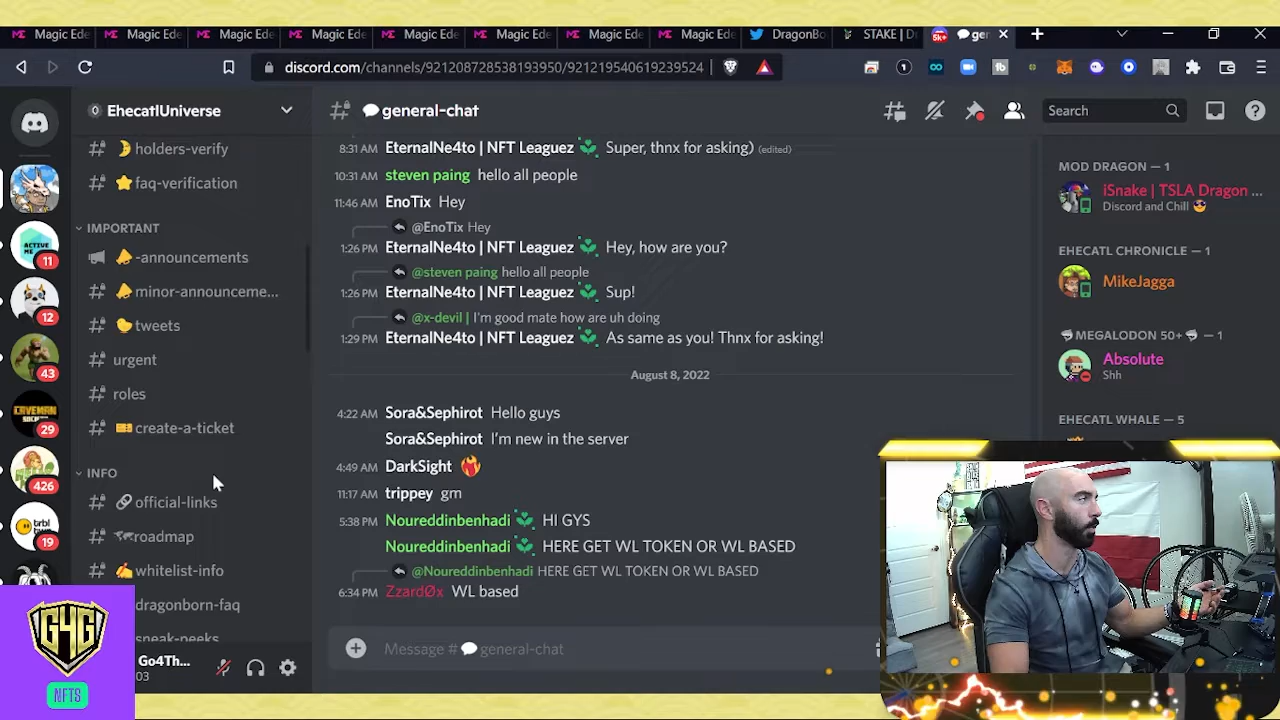 Magic Ede
Magic Ede
Magic Ede
Magic Ede
Magic Ede
Magic Ede
Magic Ede
Magic Ede
DragonBo
STAKE | D
5k+
ger
discord.com/channels/921208728538193950/921219540619239524
EhecatlUniverse
general-chat
Search
holders-verify
faq-verification
IMPORTANT
-announcements
minor-announceme...
tweets
urgent
roles
create-a-ticket
INFO
official-links
roadmap
whitelist-info
dragonborn-faq
sneak-peeks
11
12
43
29
426
19
8:31 AM EternalNe4to | NFT Leaguez Super, thnx for asking) (edited)
10:31 AM steven paing hello all people
11:46 AM EnoTix Hey
@EnoTix Hey
1:26 PM EternalNe4to | NFT Leaguez Hey, how are you?
@steven paing hello all people
1:26 PM EternalNe4to | NFT Leaguez Sup!
@x-devil | I'm good mate how are uh doing
1:29 PM EternalNe4to | NFT Leaguez As same as you! Thnx for asking!
August 8, 2022
4:22 AM Sora&Sephirot Hello guys
Sora&Sephirot I'm new in the server
4:49 AM DarkSight
11:17 AM trippey gm
5:38 PM Noureddinbenhadi HI GYS
Noureddinbenhadi HERE GET WL TOKEN OR WL BASED
@Noureddinbenhadi HERE GET WL TOKEN OR WL BASED
6:34 PM ZzardØx WL based
Message # general-chat
MOD DRAGON — 1
iSnake | TSLA Dragon ...
Discord and Chill
EHECATL CHRONICLE — 1
MikeJagga
MEGALODON 50+ — 1
Absolute
Shh
EHECATL WHALE — 5
Go4Th...
03
G4G
NFTS